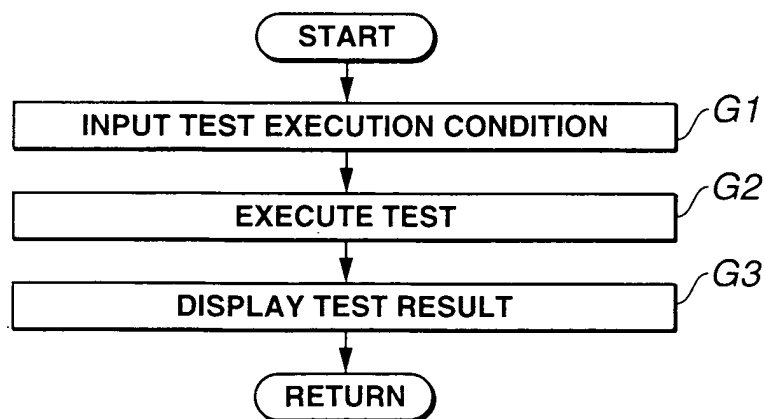 START
INPUT TEST EXECUTION CONDITION
G1
EXECUTE TEST
G2
DISPLAY TEST RESULT
G3
RETURN